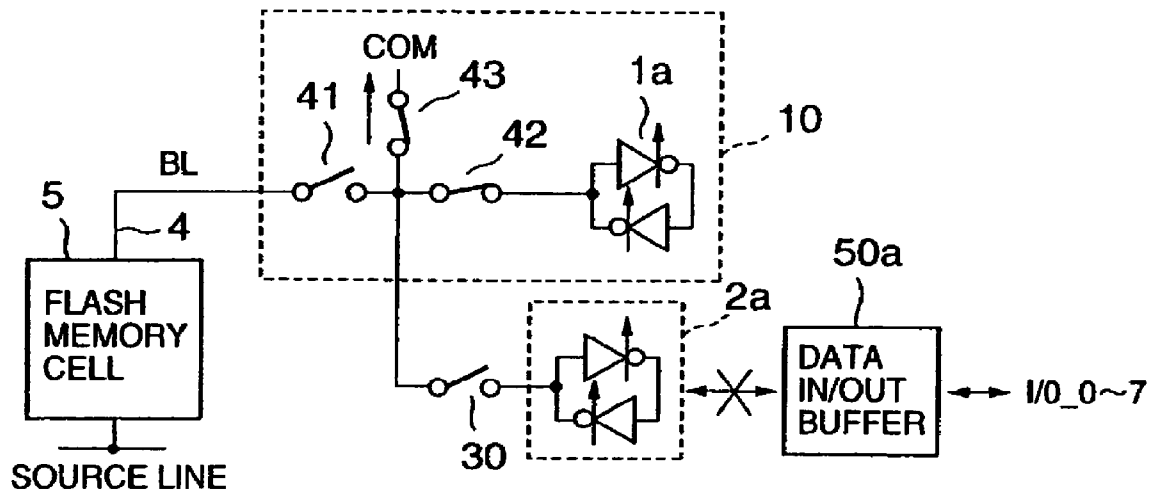 COM
43
1a
41
10
42
BL
5
4
FLASH
MEMORY
CELL
2a
50a
DATA
IN/OUT
BUFFER
I/0_0~7
30
SOURCE LINE